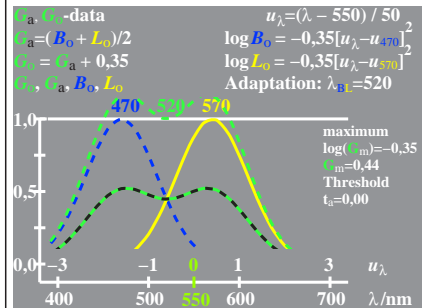 Ga, Go-data uλ=(λ − 550) / 50
Ga=(Bo+Lo)/2 log Bo = −0,35[uλ−u470]²
Go = Ga + 0,35 log Lo = −0,35[uλ−u570]²
Go, Ga, Bo, Lo Adaptation: λBL=520
470 520 570
1,0
maximum
log(Gm)=−0,35
Gm=0,44
Threshold
ta=0,00
0,5
0,0
−3 −1 0 1 3 uλ
400 500 550 600 700 λ/nm